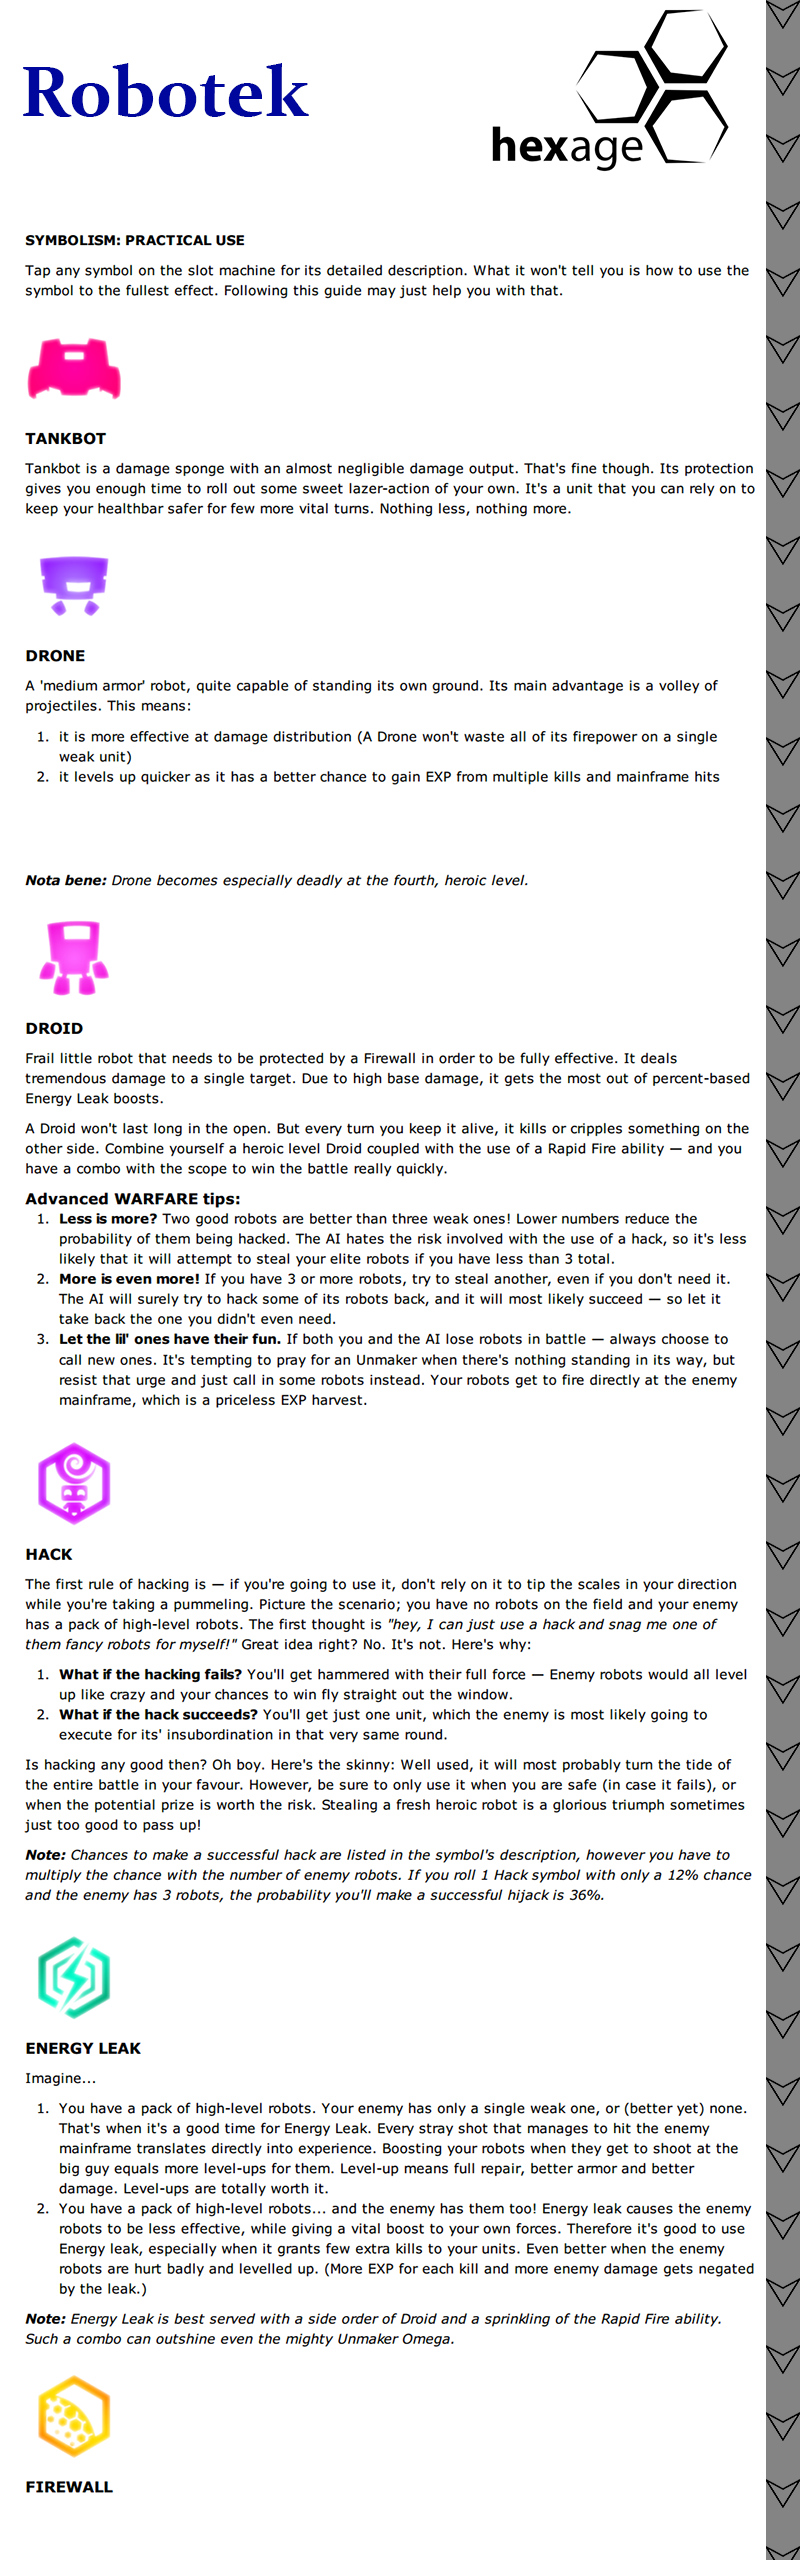 Robotek
hexage
SYMBOLISM: PRACTICAL USE
Tap any symbol on the slot machine for its detailed description. What it won't tell you is how to use the
symbol to the fullest effect. Following this guide may just help you with that.
TANKBOT
Tankbot is a damage sponge with an almost negligible damage output. That's fine though. Its protection
gives you enough time to roll out some sweet lazer-action of your own. It's a unit that you can rely on to
keep your healthbar safer for few more vital turns. Nothing less, nothing more.
DRONE
A 'medium armor' robot, quite capable of standing its own ground. Its main advantage is a volley of
projectiles. This means:
1. it is more effective at damage distribution (A Drone won't waste all of its firepower on a single
weak unit)
2. it levels up quicker as it has a better chance to gain EXP from multiple kills and mainframe hits
Nota bene: Drone becomes especially deadly at the fourth, heroic level.
DROID
Frail little robot that needs to be protected by a Firewall in order to be fully effective. It deals
tremendous damage to a single target. Due to high base damage, it gets the most out of percent-based
Energy Leak boosts.
A Droid won't last long in the open. But every turn you keep it alive, it kills or cripples something on the
other side. Combine yourself a heroic level Droid coupled with the use of a Rapid Fire ability — and you
have a combo with the scope to win the battle really quickly.
Advanced WARFARE tips:
1. Less is more? Two good robots are better than three weak ones! Lower numbers reduce the
probability of them being hacked. The AI hates the risk involved with the use of a hack, so it's less
likely that it will attempt to steal your elite robots if you have less than 3 total.
2. More is even more! If you have 3 or more robots, try to steal another, even if you don't need it.
The AI will surely try to hack some of its robots back, and it will most likely succeed — so let it
take back the one you didn't even need.
3. Let the lil' ones have their fun. If both you and the AI lose robots in battle — always choose to
call new ones. It's tempting to pray for an Unmaker when there's nothing standing in its way, but
resist that urge and just call in some robots instead. Your robots get to fire directly at the enemy
mainframe, which is a priceless EXP harvest.
HACK
The first rule of hacking is — if you're going to use it, don't rely on it to tip the scales in your direction
while you're taking a pummeling. Picture the scenario; you have no robots on the field and your enemy
has a pack of high-level robots. The first thought is "hey, I can just use a hack and snag me one of
them fancy robots for myself!" Great idea right? No. It's not. Here's why:
1. What if the hacking fails? You'll get hammered with their full force — Enemy robots would all level
up like crazy and your chances to win fly straight out the window.
2. What if the hack succeeds? You'll get just one unit, which the enemy is most likely going to
execute for its' insubordination in that very same round.
Is hacking any good then? Oh boy. Here's the skinny: Well used, it will most probably turn the tide of
the entire battle in your favour. However, be sure to only use it when you are safe (in case it fails), or
when the potential prize is worth the risk. Stealing a fresh heroic robot is a glorious triumph sometimes
just too good to pass up!
Note: Chances to make a successful hack are listed in the symbol's description, however you have to
multiply the chance with the number of enemy robots. If you roll 1 Hack symbol with only a 12% chance
and the enemy has 3 robots, the probability you'll make a successful hijack is 36%.
ENERGY LEAK
Imagine...
1. You have a pack of high-level robots. Your enemy has only a single weak one, or (better yet) none.
That's when it's a good time for Energy Leak. Every stray shot that manages to hit the enemy
mainframe translates directly into experience. Boosting your robots when they get to shoot at the
big guy equals more level-ups for them. Level-up means full repair, better armor and better
damage. Level-ups are totally worth it.
2. You have a pack of high-level robots... and the enemy has them too! Energy leak causes the enemy
robots to be less effective, while giving a vital boost to your own forces. Therefore it's good to use
Energy leak, especially when it grants few extra kills to your units. Even better when the enemy
robots are hurt badly and levelled up. (More EXP for each kill and more enemy damage gets negated
by the leak.)
Note: Energy Leak is best served with a side order of Droid and a sprinkling of the Rapid Fire ability.
Such a combo can outshine even the mighty Unmaker Omega.
FIREWALL